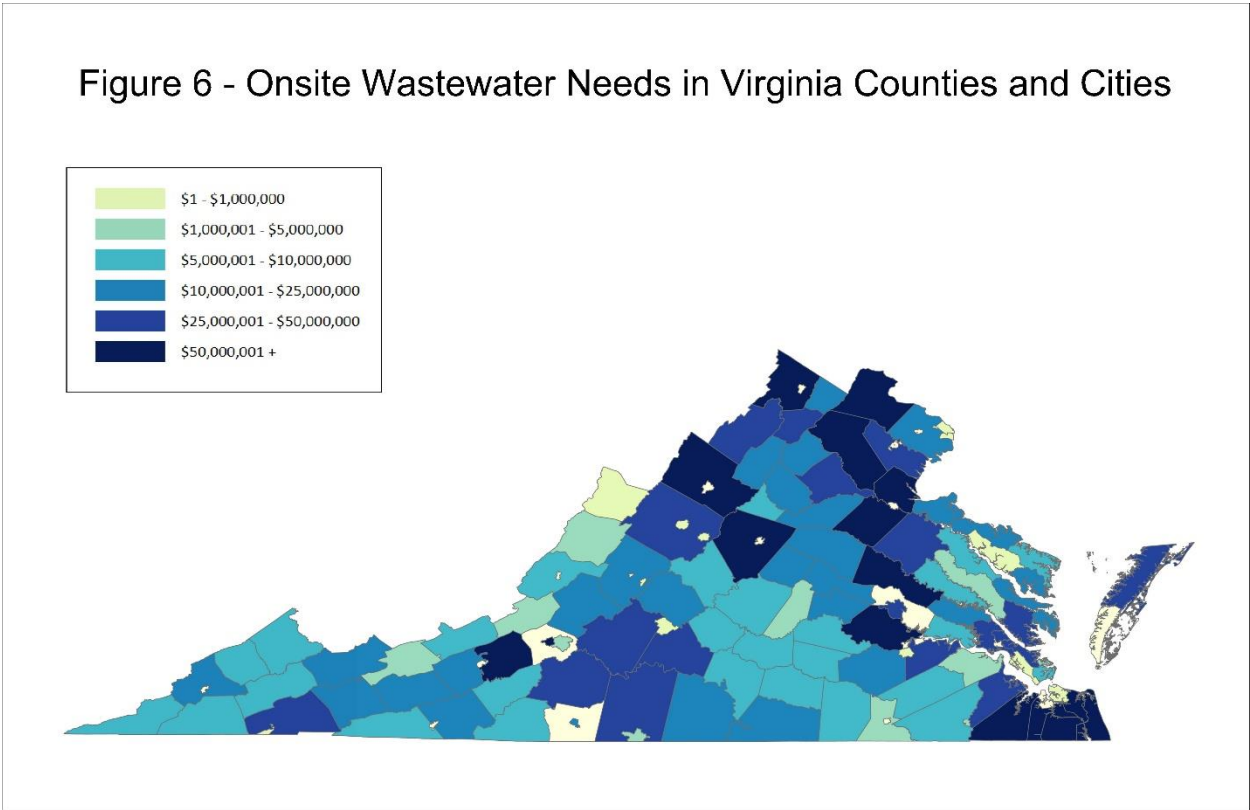 Figure 6 - Onsite Wastewater Needs in Virginia Counties and Cities
$1 - $1,000,000
$1,000,001 - $5,000,000
$5,000,001 - $10,000,000
$10,000,001 - $25,000,000
$25,000,001 - $50,000,000
$50,000,001 +